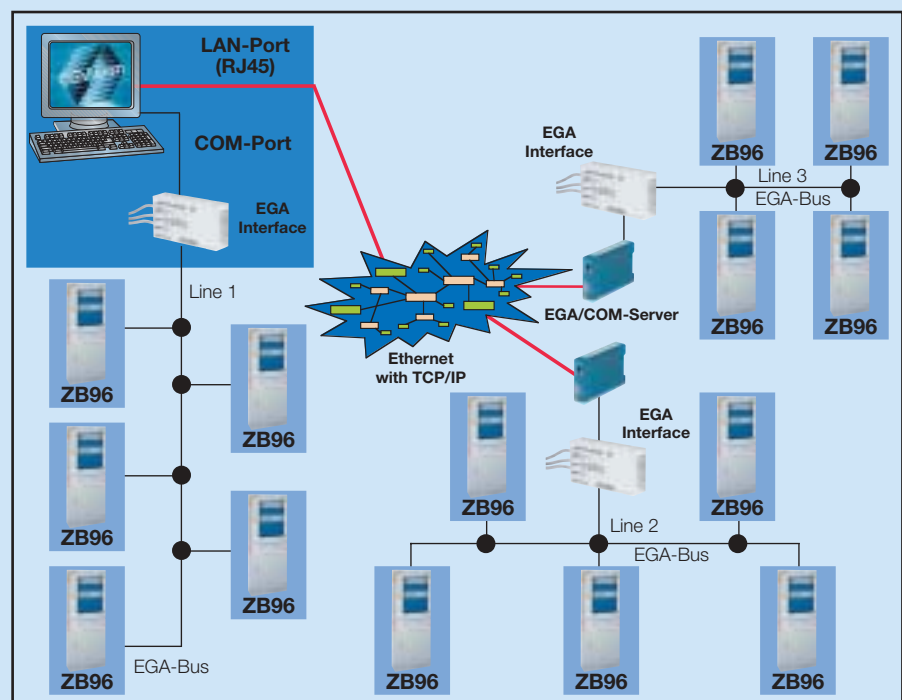 LAN-Port
(RJ45)
COM-Port
EGA
Interface
Line 1
ZB96
ZB96
ZB96
ZB96
ZB96
EGA-Bus
Ethernet
with TCP/IP
EGA/COM-Server
EGA
Interface
Line 3
EGA-Bus
ZB96
ZB96
ZB96
ZB96
EGA
Interface
Line 2
EGA-Bus
ZB96
ZB96
ZB96
ZB96
ZB96